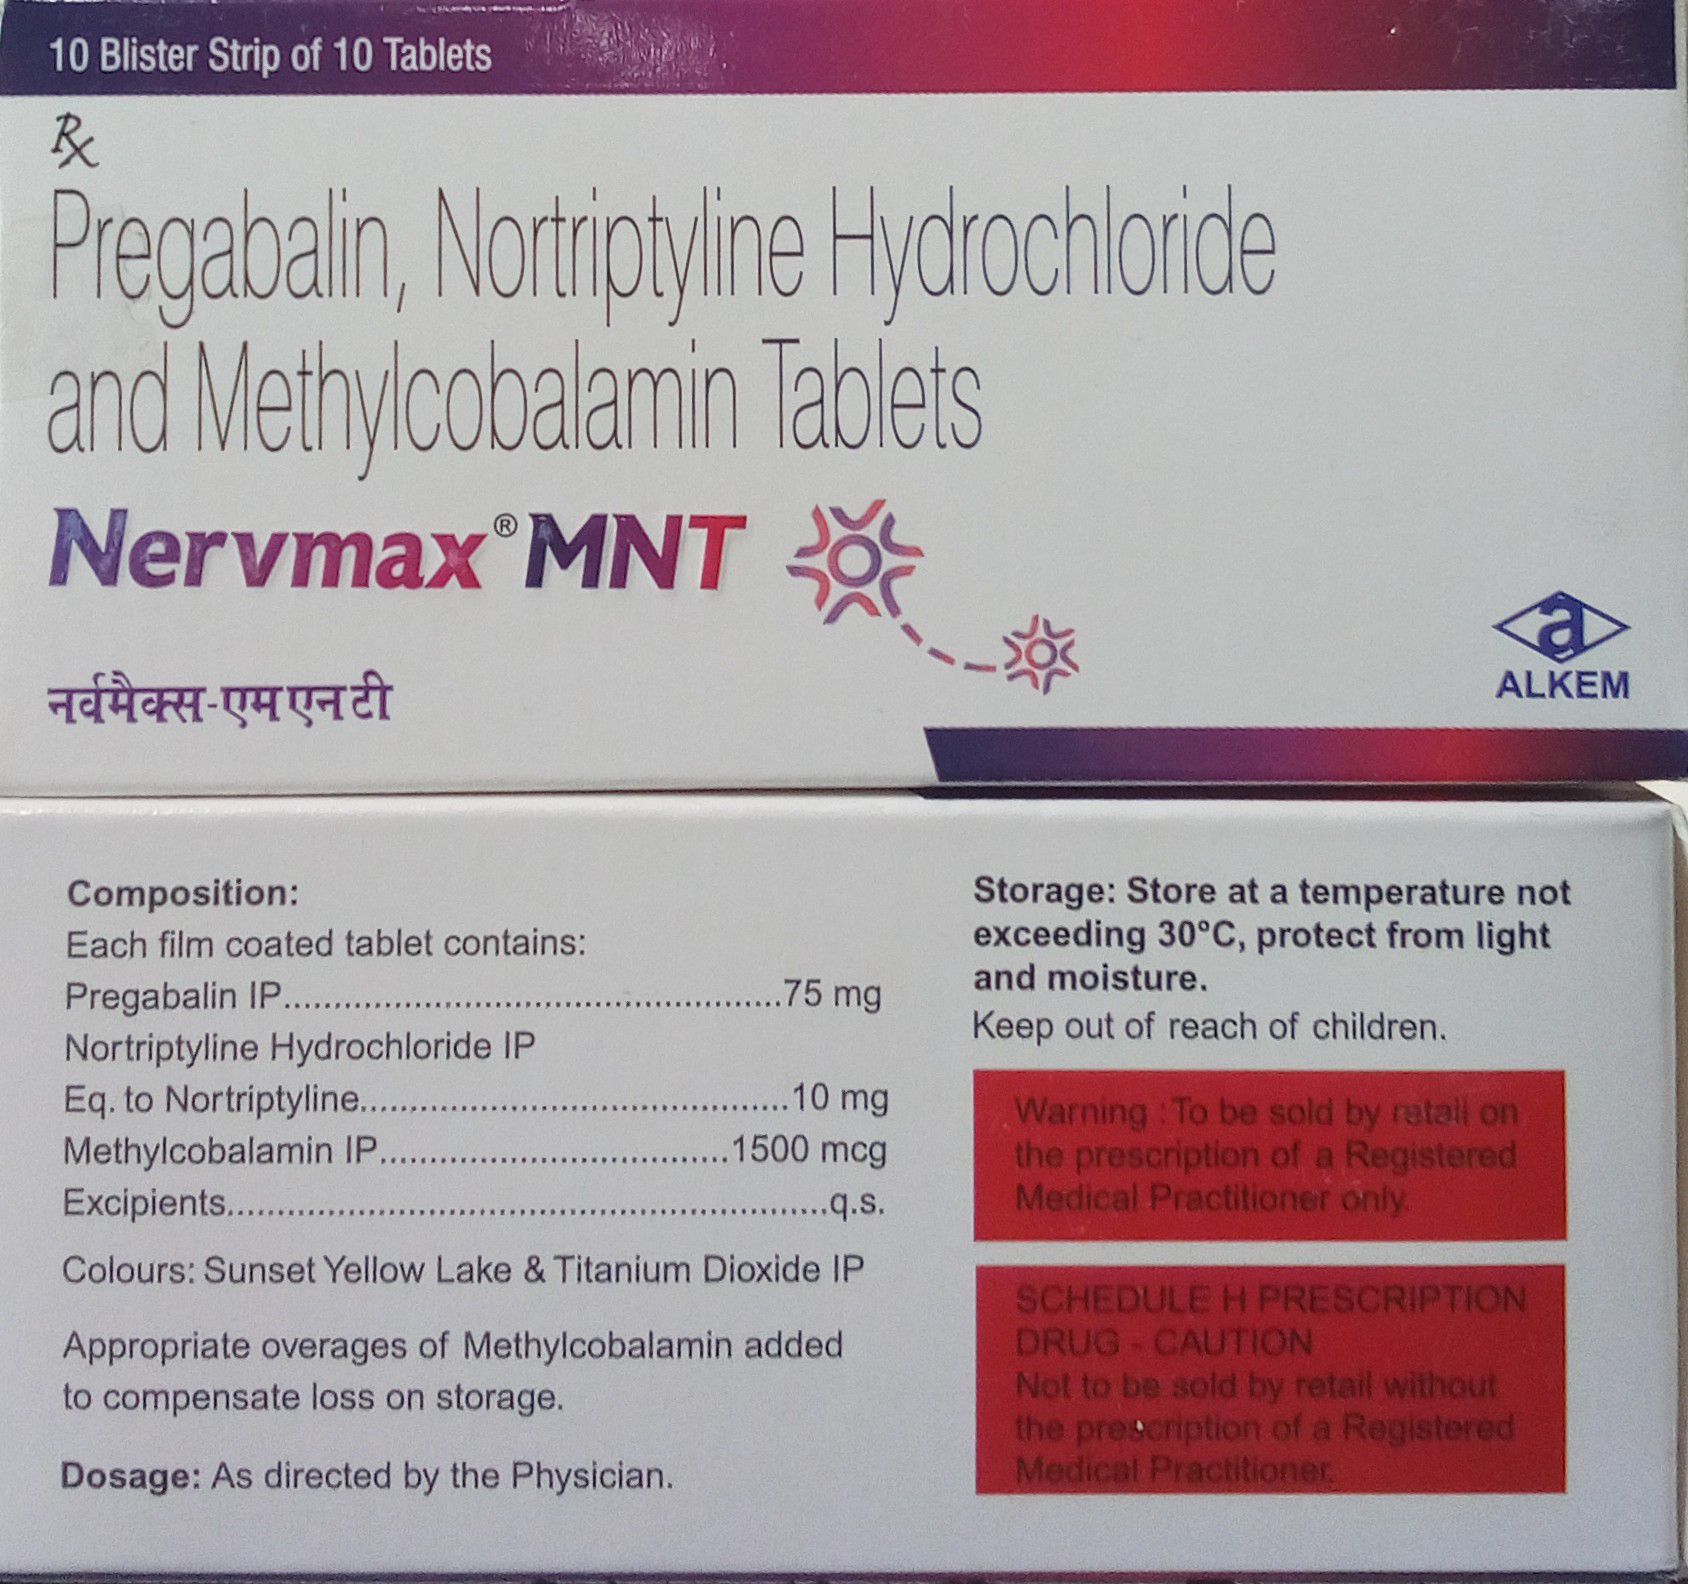 10 Blister Strip of 10 Tablets
Rx
Pregabalin, Nortriptyline Hydrochloride
and Methylcobalamin Tablets
Nervmax® MNT
नर्वमैक्स-एम एन टी
a
ALKEM
Composition:
Each film coated tablet contains:
Pregabalin IP..................................................75 mg
Nortriptyline Hydrochloride IP
Eq. to Nortriptyline...........................................10 mg
Methylcobalamin IP...................................1500 mcg
Excipients............................................................q.s.
Colours: Sunset Yellow Lake & Titanium Dioxide IP
Appropriate overages of Methylcobalamin added
to compensate loss on storage.
Dosage: As directed by the Physician.
Storage: Store at a temperature not
exceeding 30°C, protect from light
and moisture.
Keep out of reach of children.
Warning : To be sold by retail on
the prescription of a Registered
Medical Practitioner only.
SCHEDULE H PRESCRIPTION
DRUG - CAUTION
Not to be sold by retail without
the prescription of a Registered
Medical Practitioner.